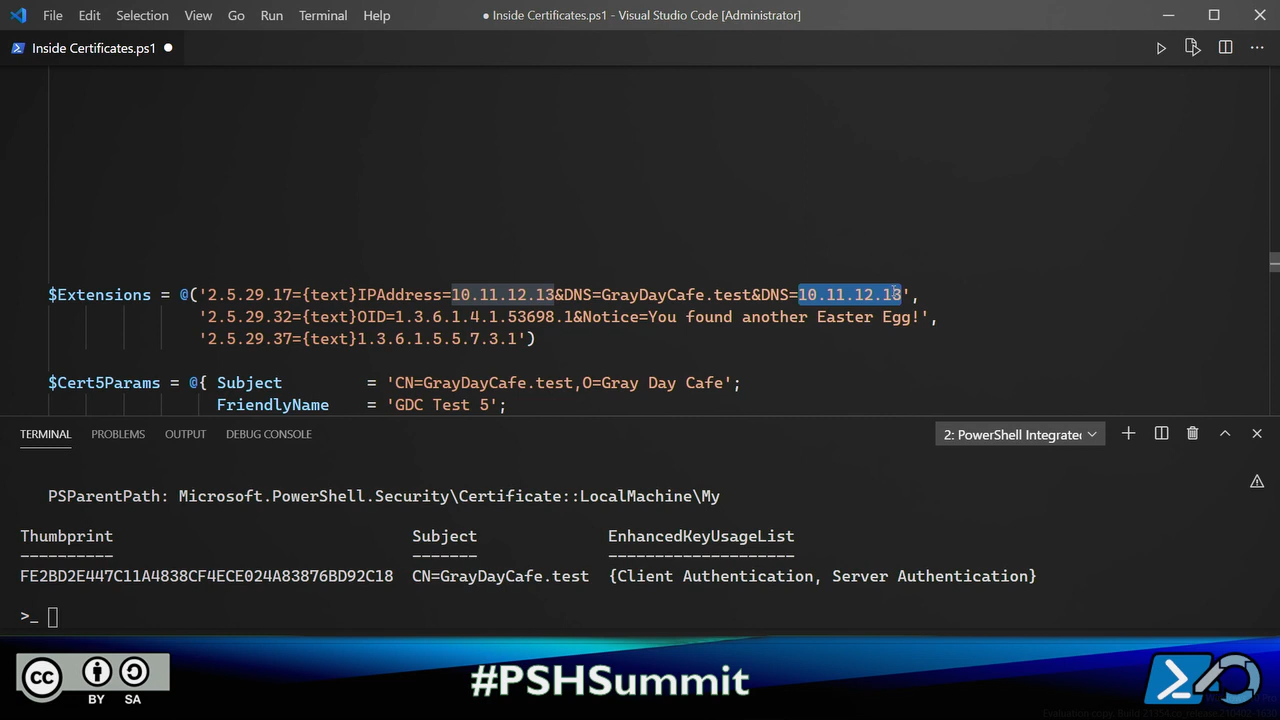 File Edit Selection View Go Run Terminal Help
● Inside Certificates.ps1 - Visual Studio Code [Administrator]
Inside Certificates.ps1 ●
$Extensions = @('2.5.29.17={text}IPAddress=10.11.12.13&DNS=GrayDayCafe.test&DNS=10.11.12.13',
'2.5.29.32={text}OID=1.3.6.1.4.1.53698.1&Notice=You found another Easter Egg!',
'2.5.29.37={text}1.3.6.1.5.5.7.3.1')
$Cert5Params = @{ Subject = 'CN=GrayDayCafe.test,O=Gray Day Cafe';
FriendlyName = 'GDC Test 5';
TERMINAL PROBLEMS OUTPUT DEBUG CONSOLE
2: PowerShell Integrated
PSParentPath: Microsoft.PowerShell.Security\Certificate::LocalMachine\My
Thumbprint Subject EnhancedKeyUsageList
---------- ------- --------------------
FE2BD2E447C11A4838CF4ECE024A83876BD92C18 CN=GrayDayCafe.test {Client Authentication, Server Authentication}
>_
#PSHSummit
CC
BY SA